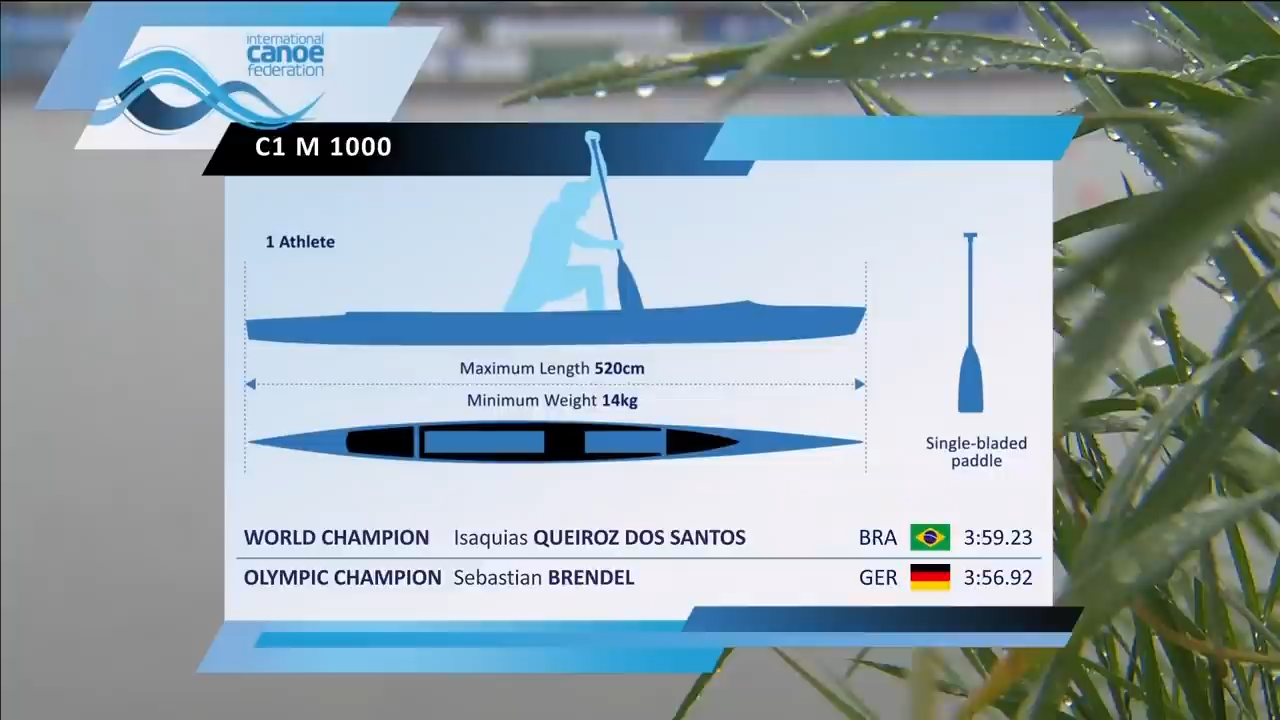 international
canoe
federation
C1 M 1000
1 Athlete
Maximum Length 520cm
Minimum Weight 14kg
Single-bladed
paddle
WORLD CHAMPION Isaquias QUEIROZ DOS SANTOS BRA 3:59.23
OLYMPIC CHAMPION Sebastian BRENDEL GER 3:56.92